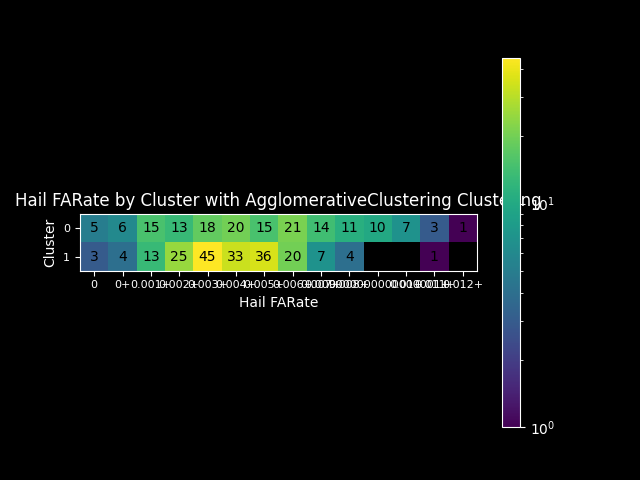 Hail FARate by Cluster with AgglomerativeClustering Clustering
10¹
Cluster
0 5 6 15 13 18 20 15 21 14 11 10 7 3 1
1 3 4 13 25 45 33 36 20 7 4 1
0 0+
Hail FARate
10⁰